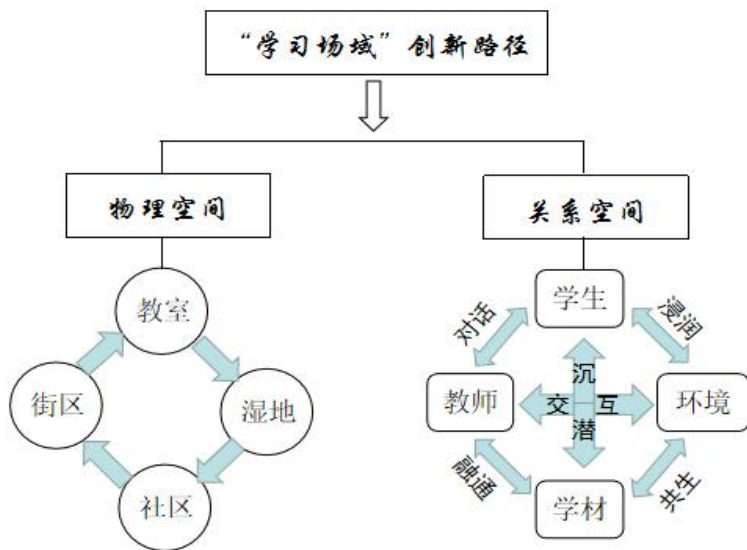 “学习场域”创新路径
物理空间
关系空间
教室
街区
湿地
社区
学生
对话
浸润
教师
沉
交 互
潜
环境
融通
共生
学材